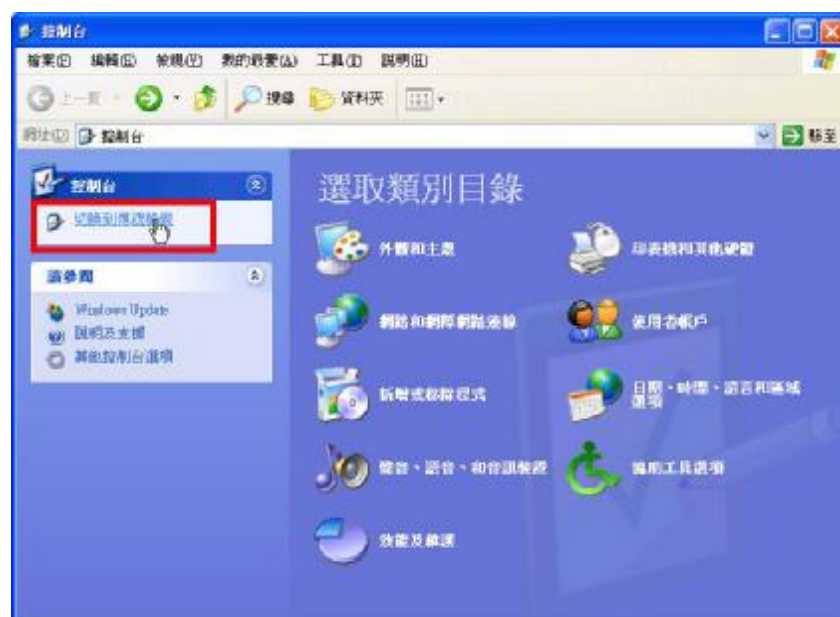 控制台
檔案(F) 編輯(E) 檢視(V) 我的最愛(A) 工具(T) 說明(H)
上一頁 搜尋 資料夾
網址(D) 控制台 移至
控制台
切換到傳統檢視
請參閱
Windows Update
說明及支援
其他控制台選項
選取類別目錄
外觀和主題
印表機和其他硬體
網路和網際網路連線
使用者帳戶
新增或移除程式
日期、時間、語言和區域
選項
聲音、語音、和音訊裝置
協助工具選項
效能及維護